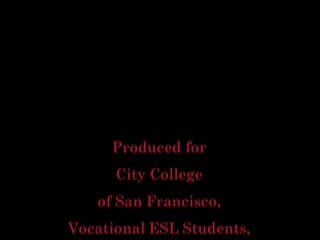 Produced for
City College
of San Francisco,
Vocational ESL Students,